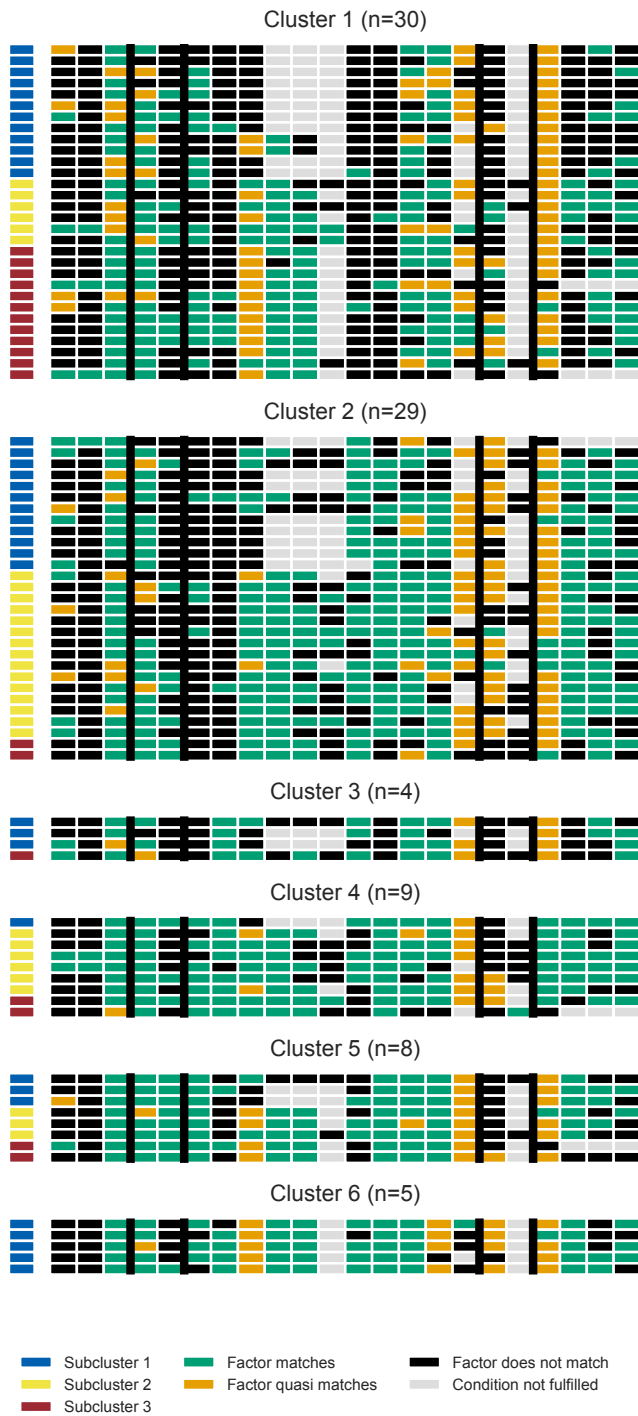 Cluster 1 (n=30)
Cluster 2 (n=29)
Cluster 3 (n=4)
Cluster 4 (n=9)
Cluster 5 (n=8)
Cluster 6 (n=5)
Subcluster 1 Factor matches Factor does not match
Subcluster 2 Factor quasi matches Condition not fulfilled
Subcluster 3